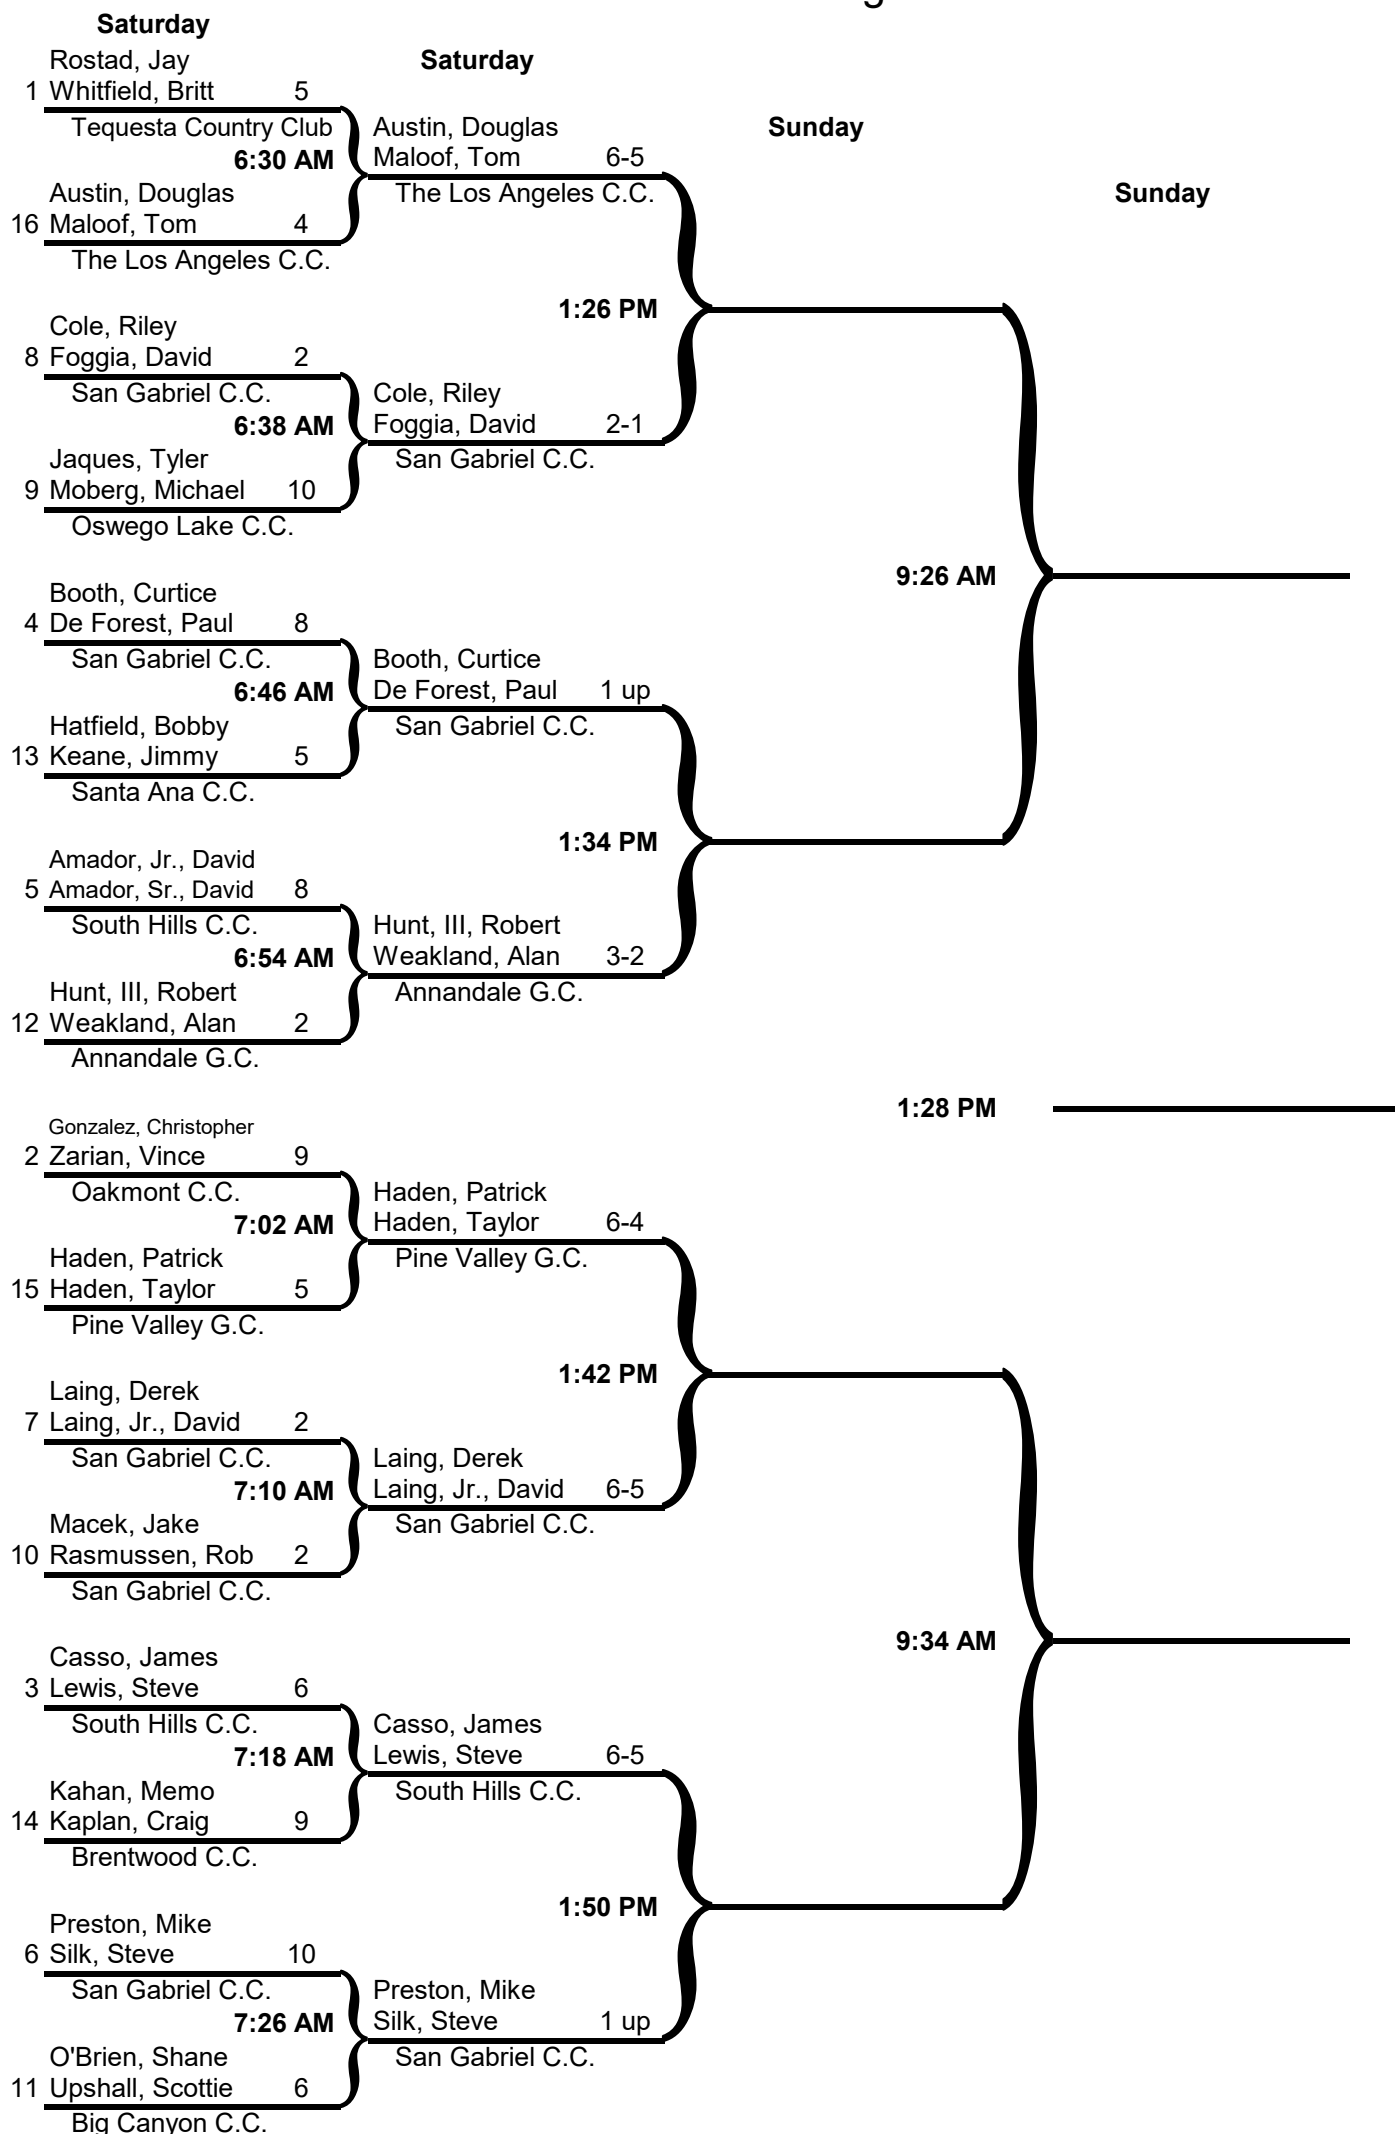 Saturday
Rostad, Jay
1 Whitfield, Britt 5
Tequesta Country Club
6:30 AM
Austin, Douglas
16 Maloof, Tom 4
The Los Angeles C.C.
Cole, Riley
8 Foggia, David 2
San Gabriel C.C.
6:38 AM
Jaques, Tyler
9 Moberg, Michael 10
Oswego Lake C.C.
Booth, Curtice
4 De Forest, Paul 8
San Gabriel C.C.
6:46 AM
Hatfield, Bobby
13 Keane, Jimmy 5
Santa Ana C.C.
Amador, Jr., David
5 Amador, Sr., David 8
South Hills C.C.
6:54 AM
Hunt, III, Robert
12 Weakland, Alan 2
Annandale G.C.
Gonzalez, Christopher
2 Zarian, Vince 9
Oakmont C.C.
7:02 AM
Haden, Patrick
15 Haden, Taylor 5
Pine Valley G.C.
Laing, Derek
7 Laing, Jr., David 2
San Gabriel C.C.
7:10 AM
Macek, Jake
10 Rasmussen, Rob 2
San Gabriel C.C.
Casso, James
3 Lewis, Steve 6
South Hills C.C.
7:18 AM
Kahan, Memo
14 Kaplan, Craig 9
Brentwood C.C.
Preston, Mike
6 Silk, Steve 10
San Gabriel C.C.
7:26 AM
O'Brien, Shane
11 Upshall, Scottie 6
Big Canyon C.C.
Saturday
Austin, Douglas
Maloof, Tom 6-5
The Los Angeles C.C.
1:26 PM
Cole, Riley
Foggia, David 2-1
San Gabriel C.C.
Booth, Curtice
De Forest, Paul 1 up
San Gabriel C.C.
1:34 PM
Hunt, III, Robert
Weakland, Alan 3-2
Annandale G.C.
Haden, Patrick
Haden, Taylor 6-4
Pine Valley G.C.
1:42 PM
Laing, Derek
Laing, Jr., David 6-5
San Gabriel C.C.
Casso, James
Lewis, Steve 6-5
South Hills C.C.
1:50 PM
Preston, Mike
Silk, Steve 1 up
San Gabriel C.C.
Sunday
9:26 AM
1:28 PM
9:34 AM
Sunday